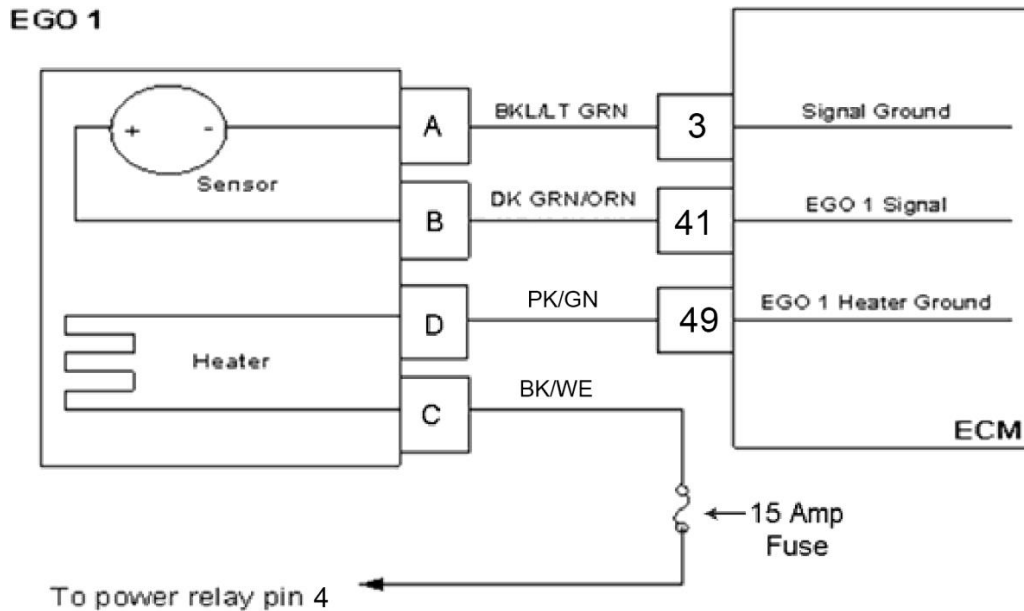 EGO 1
A
BKL/LT GRN
3
Signal Ground
+ -
Sensor
B
DK GRN/ORN
41
EGO 1 Signal
D
PK/GN
49
EGO 1 Heater Ground
Heater
C
BK/WE
ECM
15 Amp
Fuse
To power relay pin 4